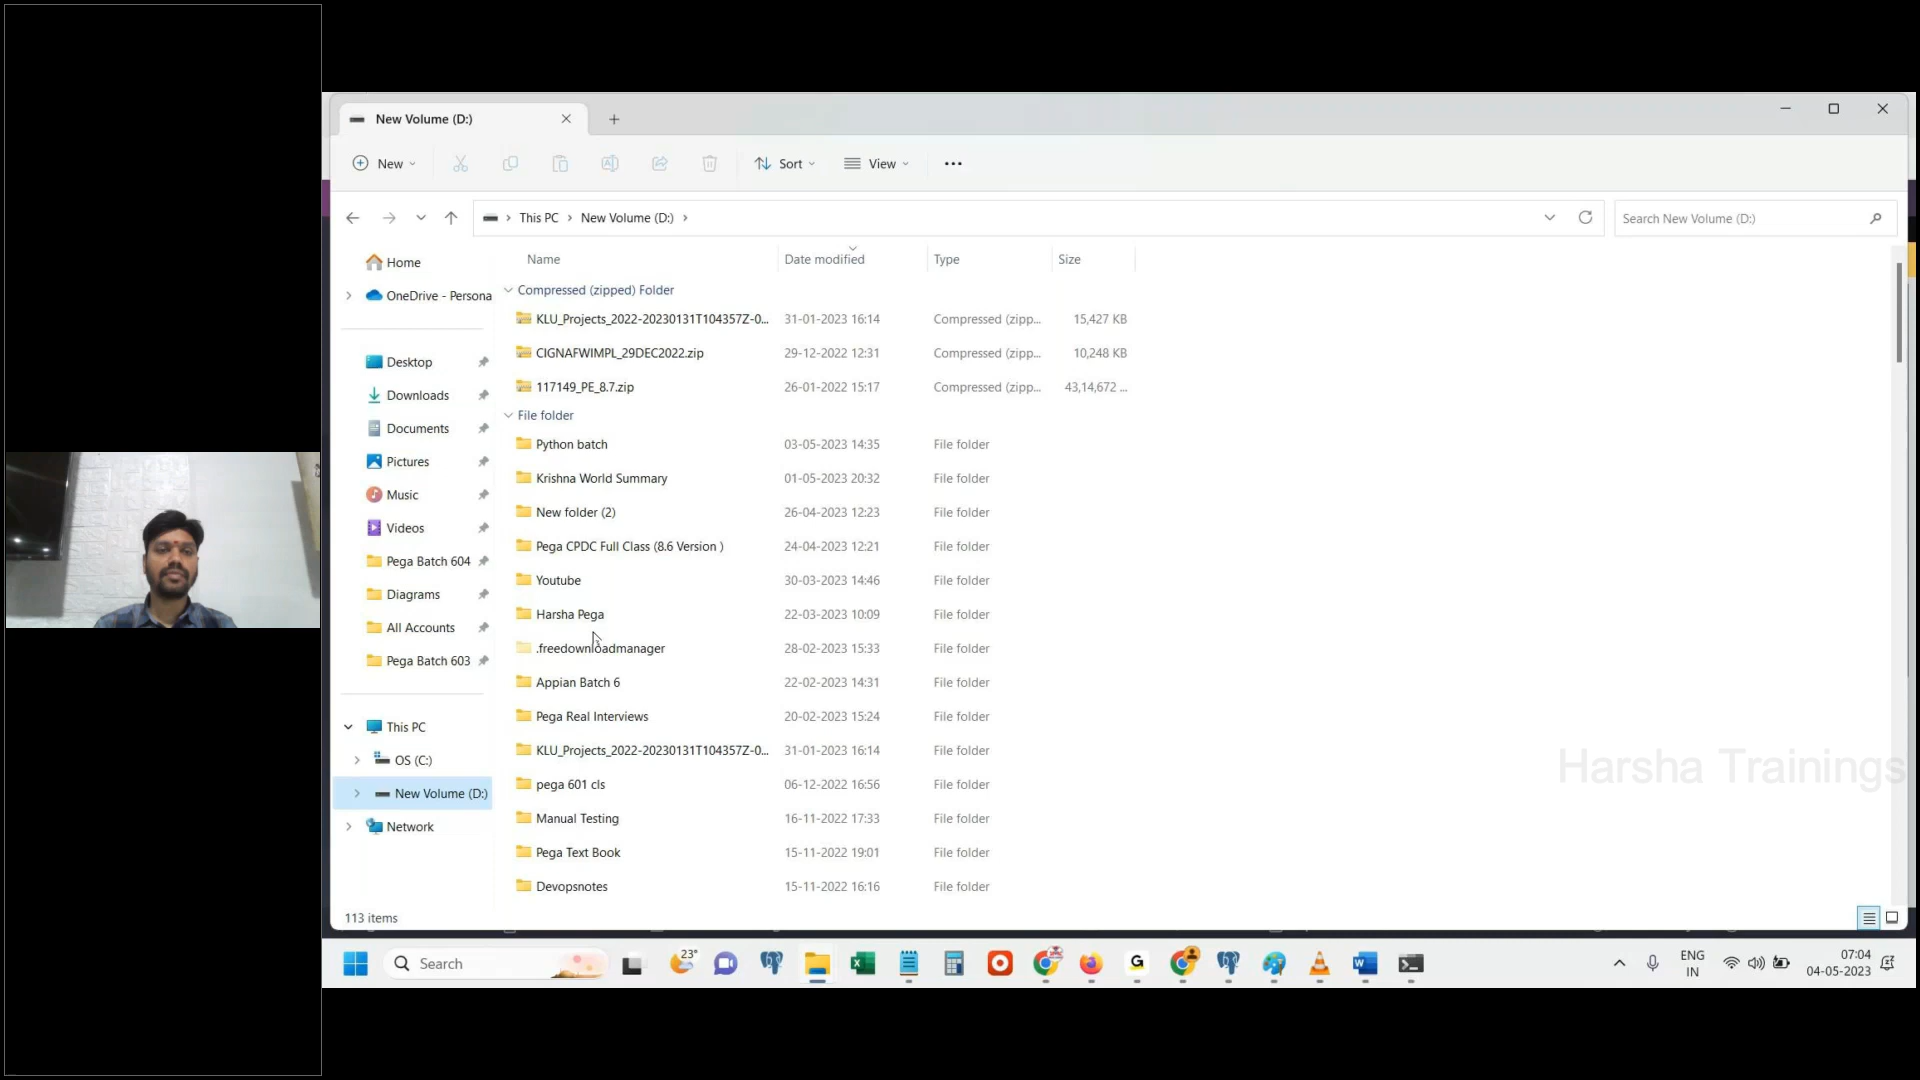 New Volume (D:)
New
Sort
View
This PC
New Volume (D:)
Search New Volume (D:)
Home
OneDrive - Persona
Desktop
Downloads
Documents
Pictures
Music
Videos
Pega Batch 604
Diagrams
All Accounts
Pega Batch 603
This PC
OS (C:)
New Volume (D:)
Network
Name Date modified Type Size
Compressed (zipped) Folder
KLU_Projects_2022-20230131T104357Z-0... 31-01-2023 16:14 Compressed (zipp... 15,427 KB
CIGNAFWIMPL_29DEC2022.zip 29-12-2022 12:31 Compressed (zipp... 10,248 KB
117149_PE_8.7.zip 26-01-2022 15:17 Compressed (zipp... 43,14,672 ...
File folder
Python batch 03-05-2023 14:35 File folder
Krishna World Summary 01-05-2023 20:32 File folder
New folder (2) 26-04-2023 12:23 File folder
Pega CPDC Full Class (8.6 Version ) 24-04-2023 12:21 File folder
Youtube 30-03-2023 14:46 File folder
Harsha Pega 22-03-2023 10:09 File folder
.freedownloadmanager 28-02-2023 15:33 File folder
Appian Batch 6 22-02-2023 14:31 File folder
Pega Real Interviews 20-02-2023 15:24 File folder
KLU_Projects_2022-20230131T104357Z-0... 31-01-2023 16:14 File folder
pega 601 cls 06-12-2022 16:56 File folder
Manual Testing 16-11-2022 17:33 File folder
Pega Text Book 15-11-2022 19:01 File folder
Devopsnotes 15-11-2022 16:16 File folder
Harsha Trainings
113 items
Search
23°
G
ENG
IN
07:04
04-05-2023